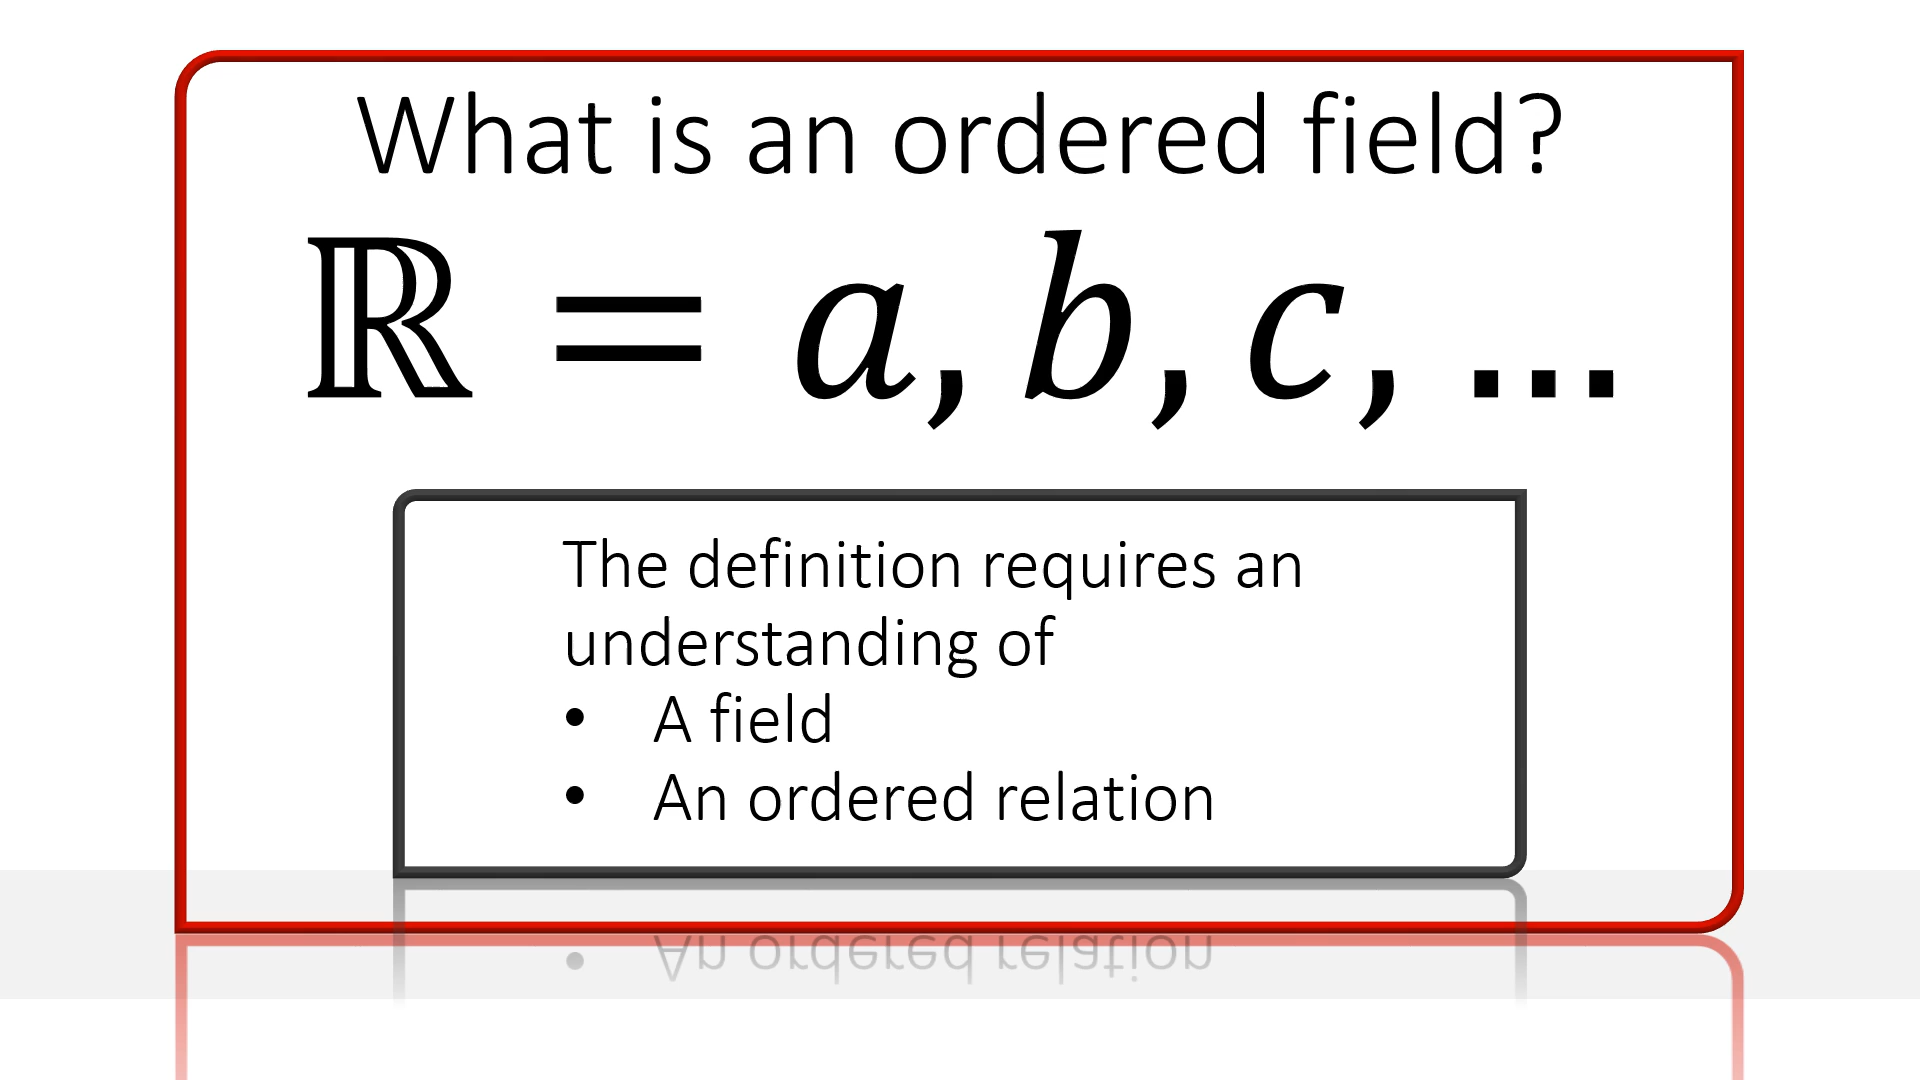 What is an ordered field?
ℝ = a, b, c, …
The definition requires an
understanding of
• A field
• An ordered relation